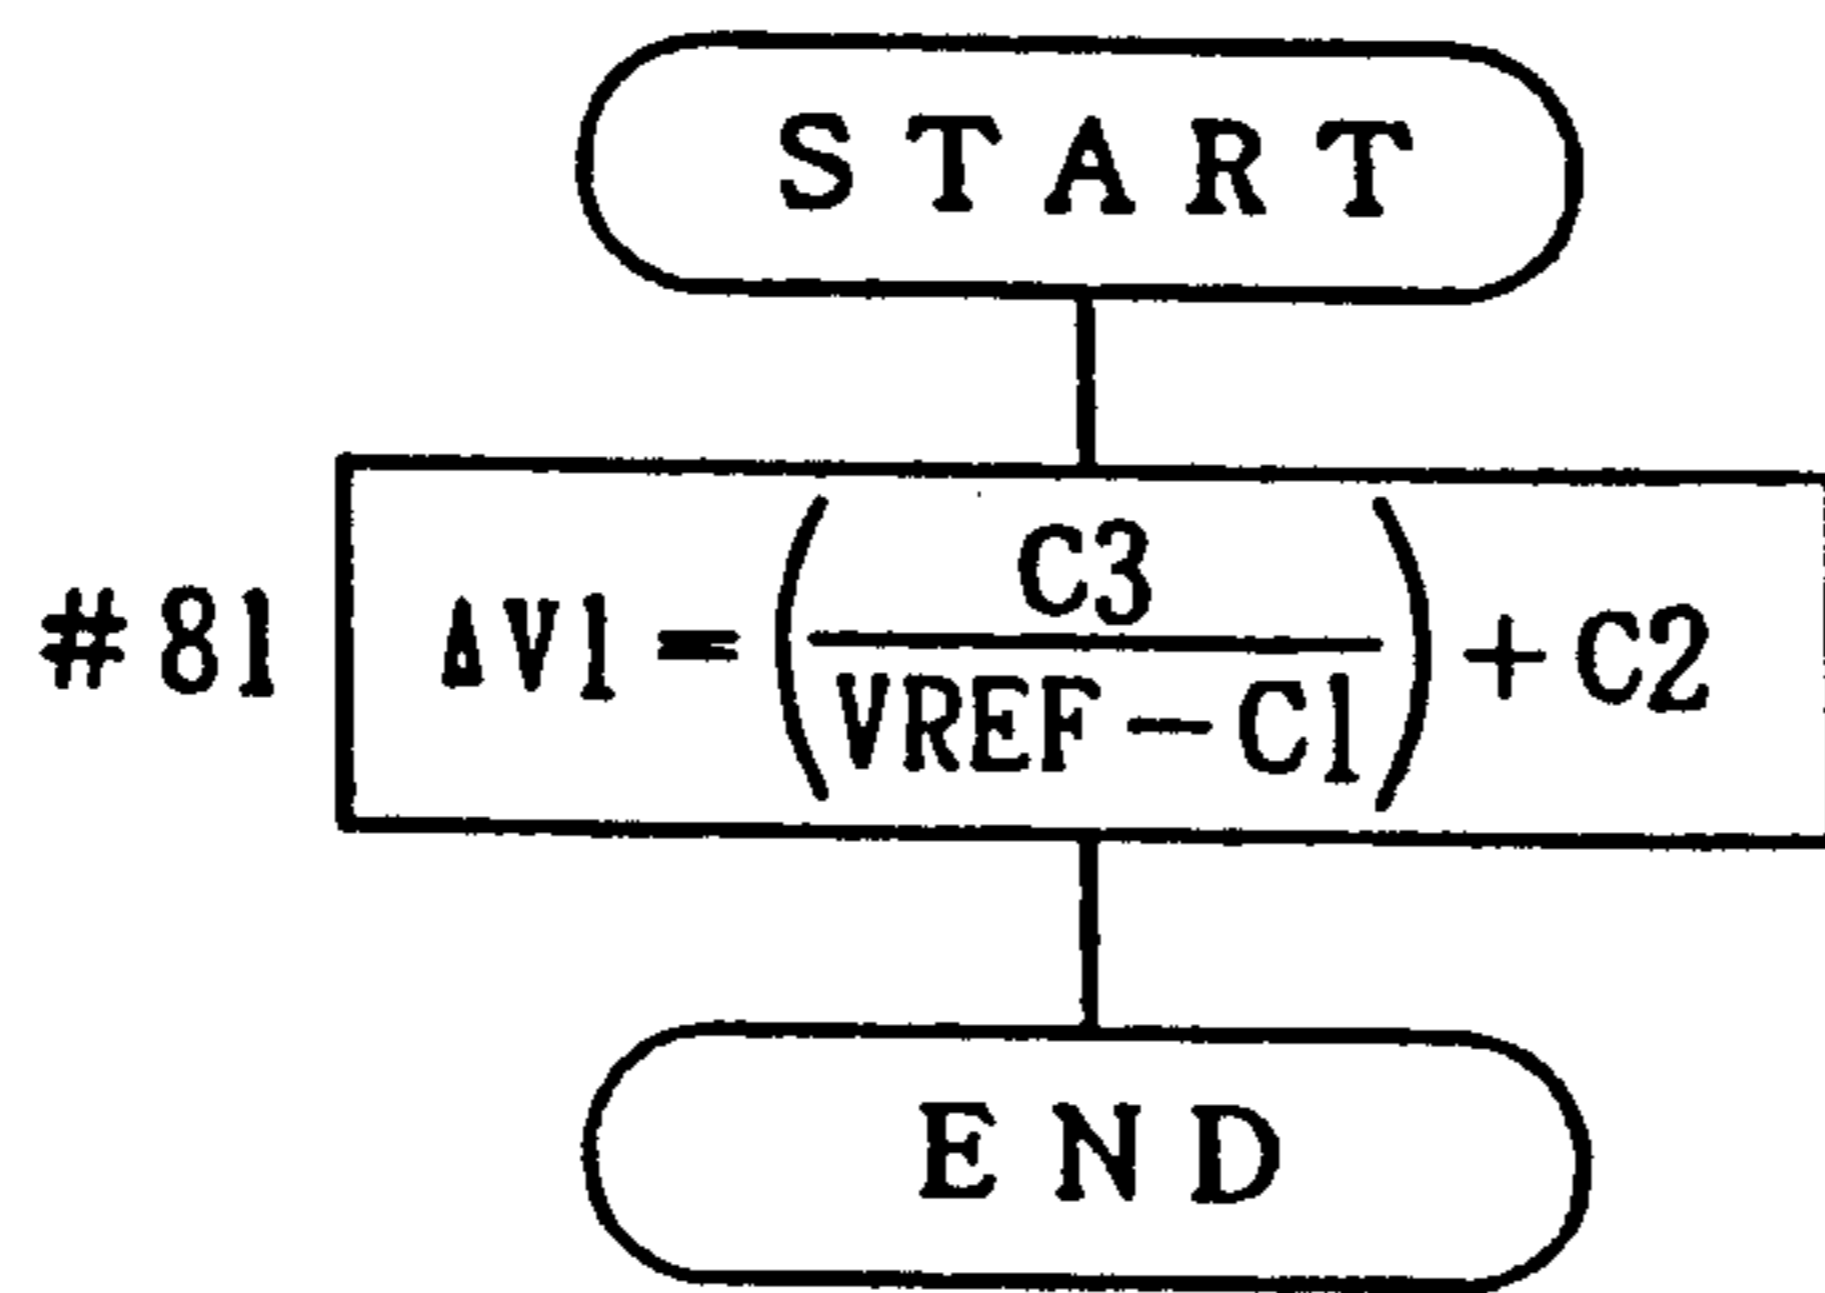 START
#81 ΔV1=(C3/(VREF-C1))+C2
END